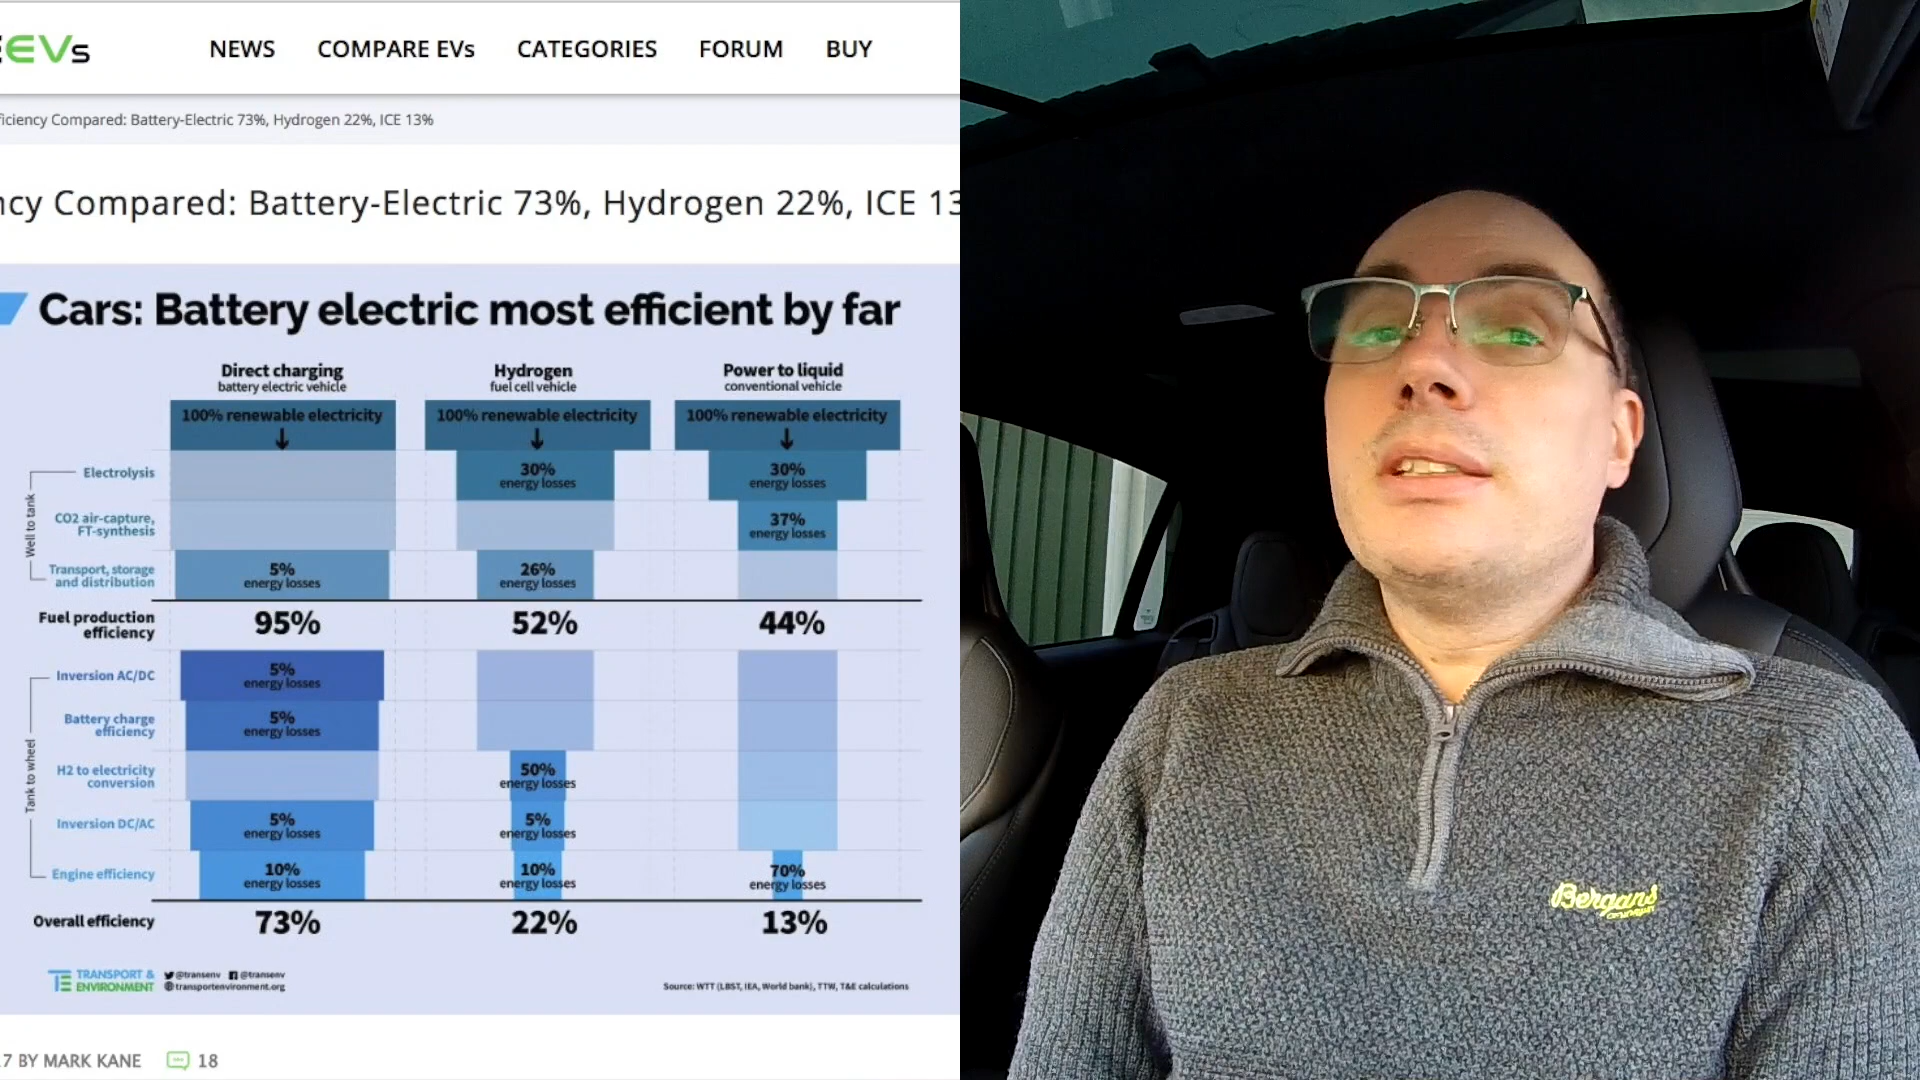 EVs
NEWS
COMPARE EVs
CATEGORIES
FORUM
BUY
ficiency Compared: Battery-Electric 73%, Hydrogen 22%, ICE 13%
ncy Compared: Battery-Electric 73%, Hydrogen 22%, ICE 13
Cars: Battery electric most efficient by far
Direct charging
battery electric vehicle
Hydrogen
fuel cell vehicle
Power to liquid
conventional vehicle
100% renewable electricity
100% renewable electricity
100% renewable electricity
Well to tank
Electrolysis
30%
energy losses
30%
energy losses
CO2 air-capture,
FT-synthesis
37%
energy losses
Transport, storage
and distribution
5%
energy losses
26%
energy losses
Fuel production
efficiency
95%
52%
44%
Tank to wheel
Inversion AC/DC
5%
energy losses
Battery charge
efficiency
5%
energy losses
H2 to electricity
conversion
50%
energy losses
Inversion DC/AC
5%
energy losses
5%
energy losses
Engine efficiency
10%
energy losses
10%
energy losses
70%
energy losses
Overall efficiency
73%
22%
13%
TE TRANSPORT &
ENVIRONMENT
@transenv @transenv
transportenvironment.org
Source: WTT (LBST, IEA, World bank), TTW, T&E calculations
7 BY MARK KANE
18
Bergans